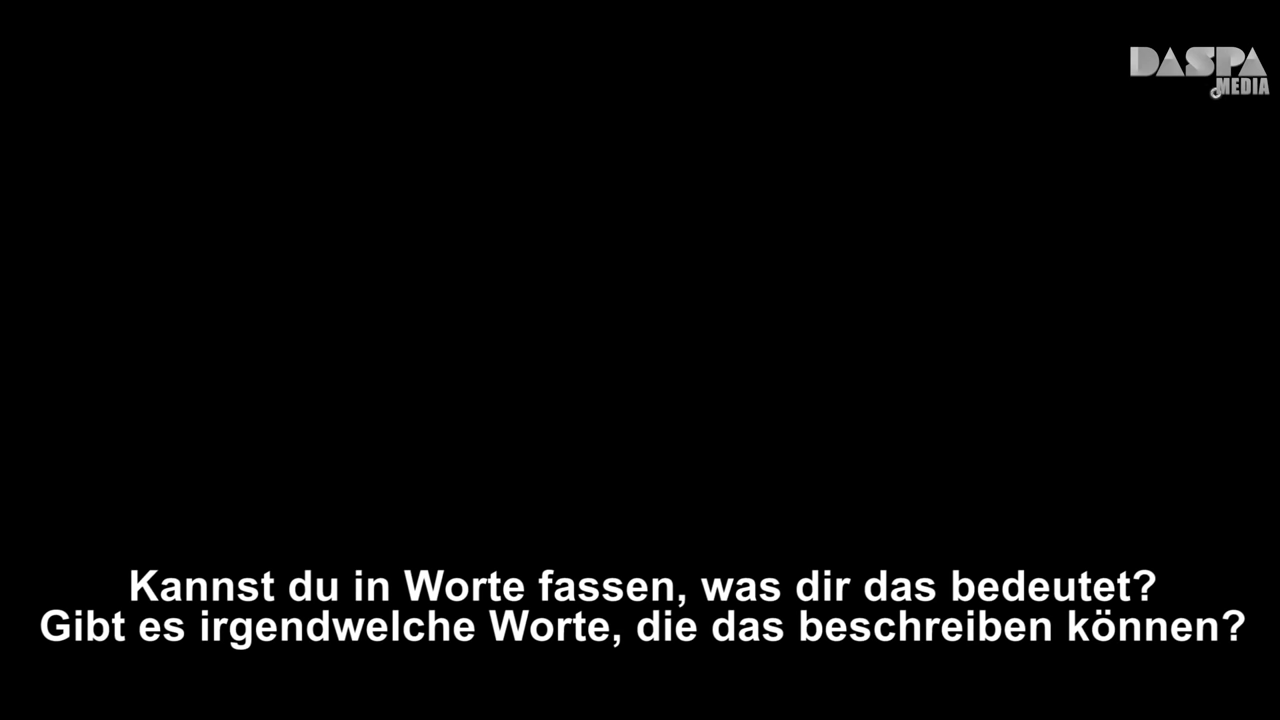 DASPA
MEDIA
Kannst du in Worte fassen, was dir das bedeutet?
Gibt es irgendwelche Worte, die das beschreiben können?